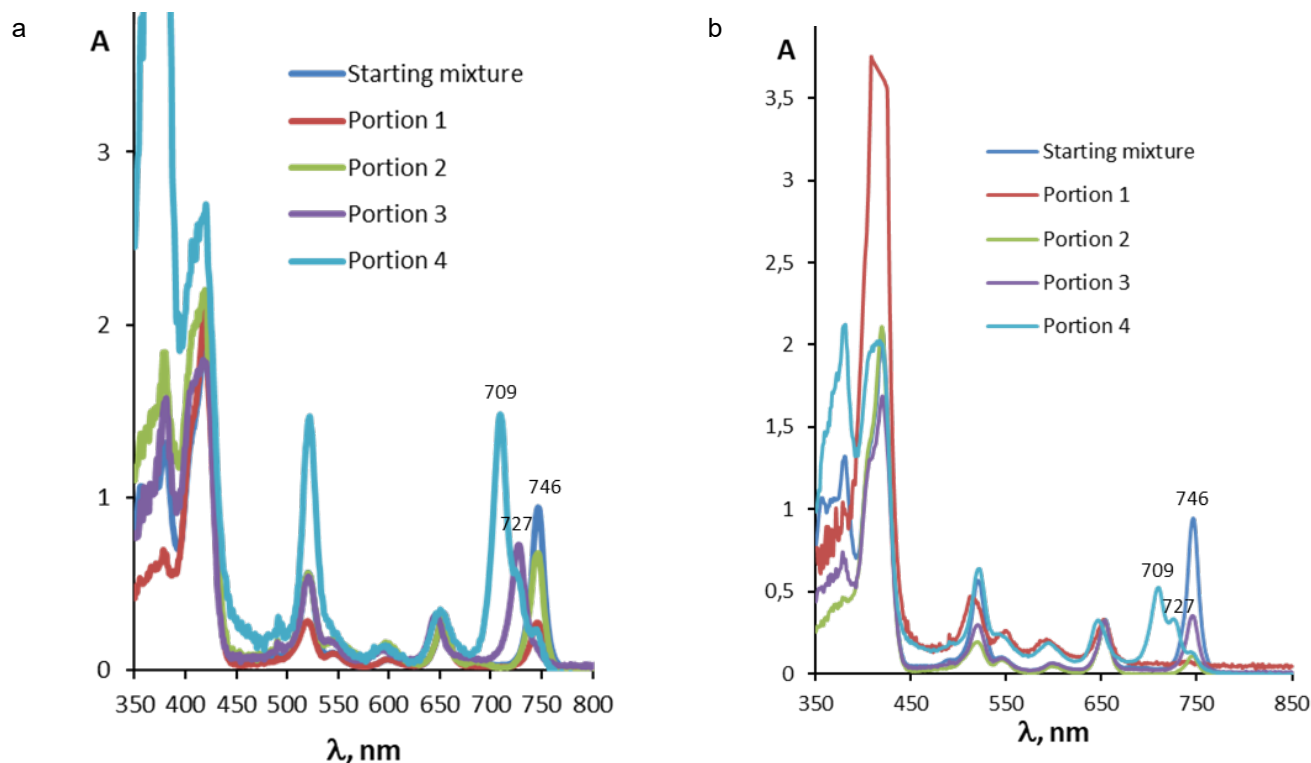 a
A
Starting mixture
Portion 1
Portion 2
Portion 3
Portion 4
3
2
1
0
709
746
727
350 400 450 500 550 600 650 700 750 800
λ, nm
b
A
Starting mixture
Portion 1
Portion 2
Portion 3
Portion 4
3,5
3
2,5
2
1,5
1
0,5
0
746
709
727
350 450 550 650 750 850
λ, nm